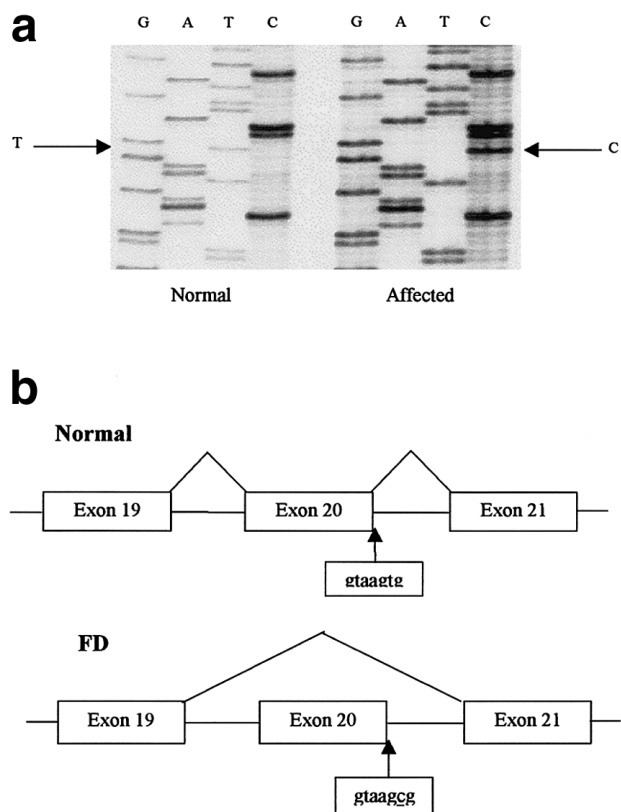 a
G A T C G A T C
T C
Normal Affected
b
Normal
Exon 19 Exon 20 Exon 21
gtaagtg
FD
Exon 19 Exon 20 Exon 21
gtaagcg